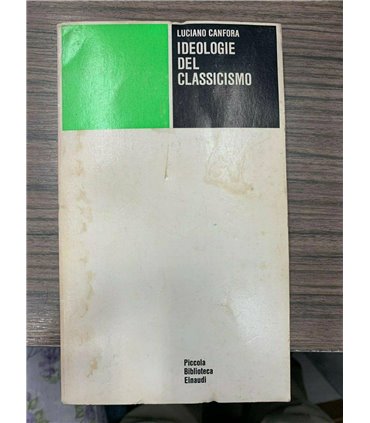 LUCIANO CANFORA
IDEOLOGIE
DEL
CLASSICISMO
Piccola
Biblioteca
Einaudi